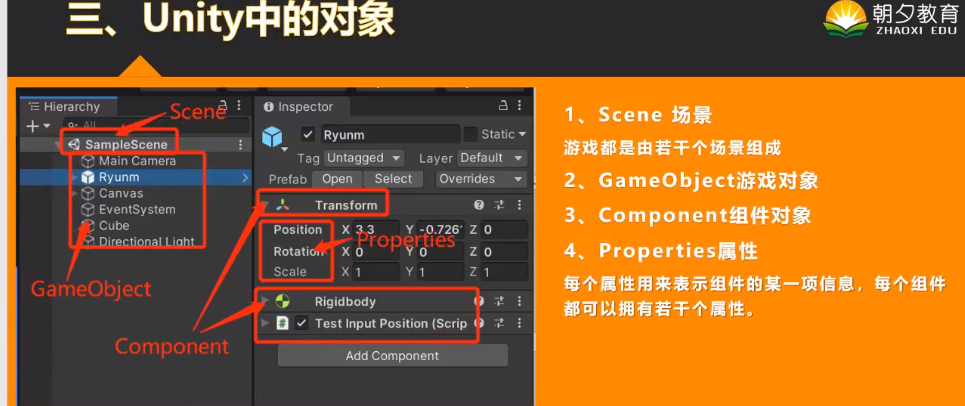 三、Unity中的对象
朝夕教育
ZHAOXI EDU
Hierarchy
Scene
All
SampleScene
Main Camera
Ryunm
Canvas
EventSystem
Cube
Directional Light
GameObject
Component
Inspector
Ryunm
Static
Tag Untagged Layer Default
Prefab Open Select Overrides
Transform
Position X 3.3 Y -0.726 Z 0
Properties
Rotation X 0 Y 0 Z 0
Scale X 1 Y 1 Z 1
Rigidbody
# Test Input Position (Scrip
Add Component
1、Scene 场景
游戏都是由若干个场景组成
2、GameObject游戏对象
3、Component组件对象
4、Properties属性
每个属性用来表示组件的某一项信息，每个组件
都可以拥有若干个属性。